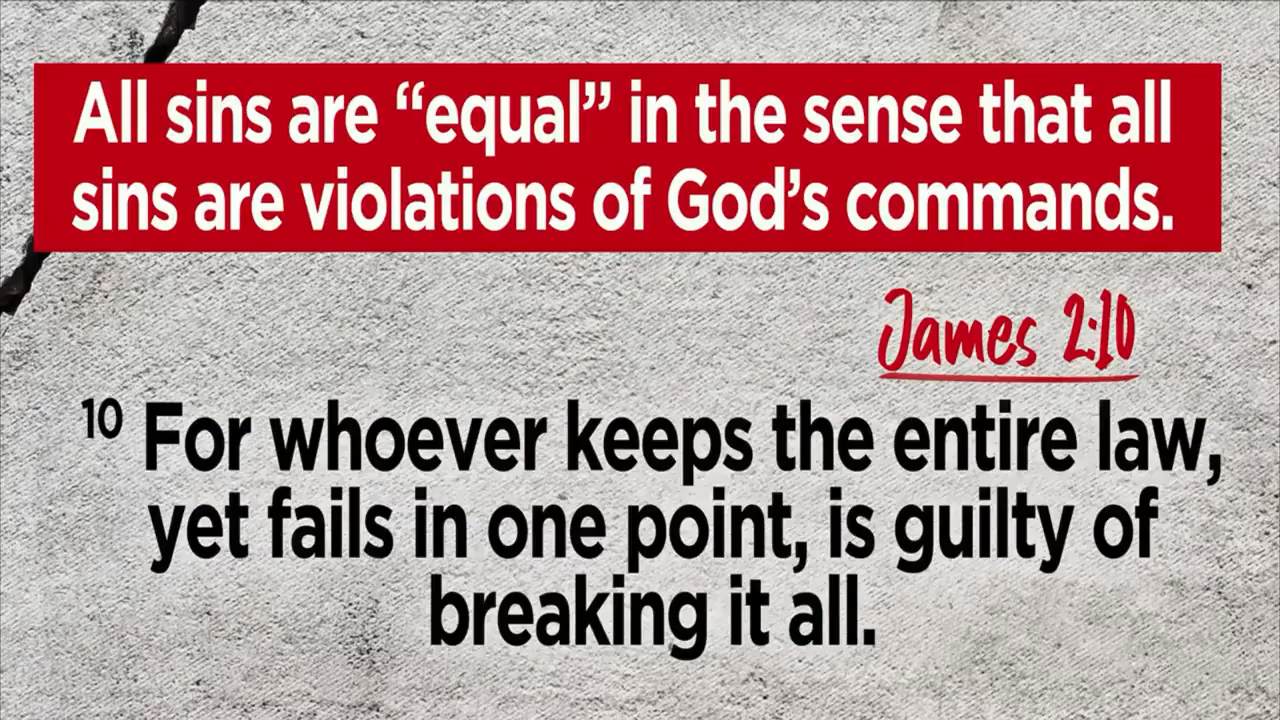 All sins are “equal” in the sense that all
sins are violations of God’s commands.
James 2:10
10 For whoever keeps the entire law,
yet fails in one point, is guilty of
breaking it all.